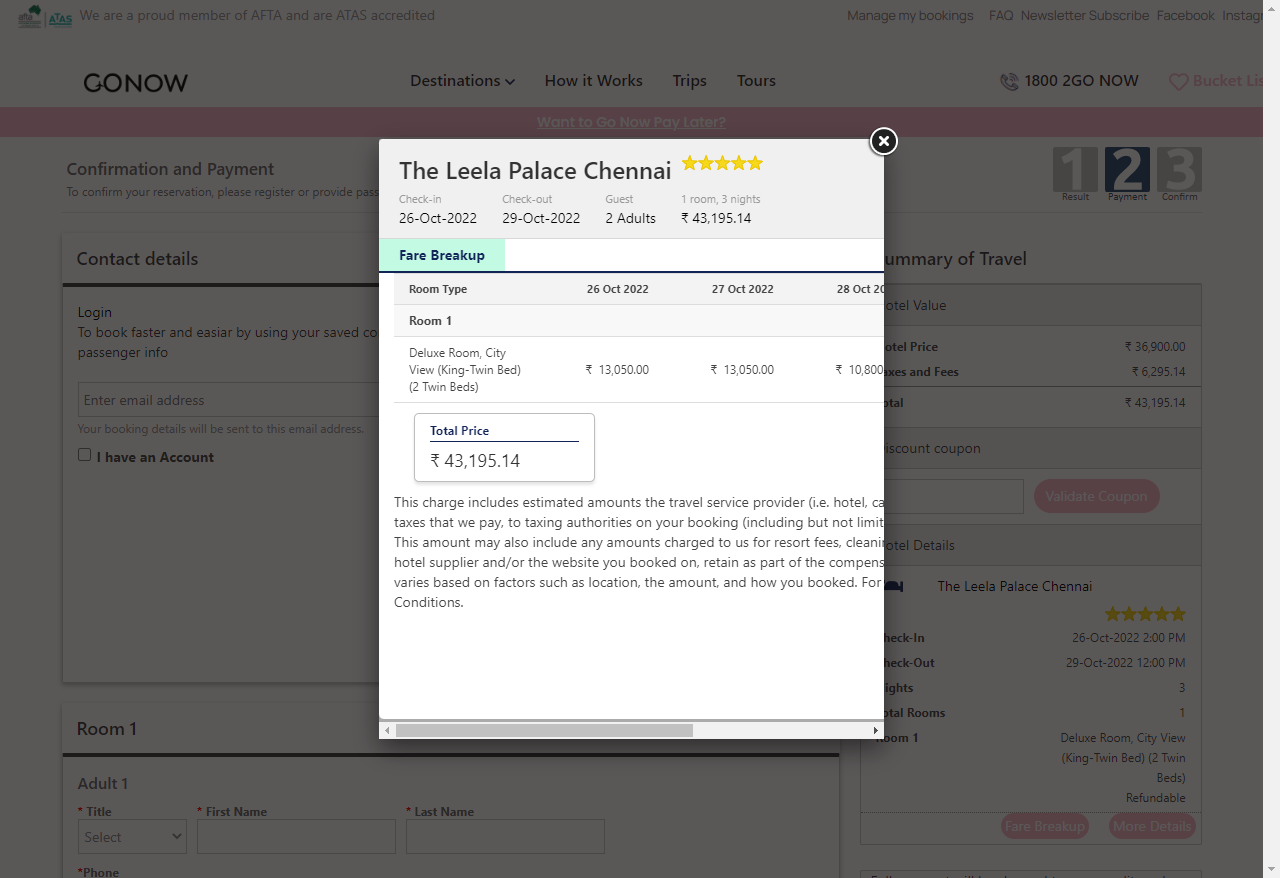 We are a proud member of AFTA and are ATAS accredited
Manage my bookings FAQ Newsletter Subscribe Facebook Instag
GONOW
Destinations How it Works Trips Tours
1800 2GO NOW
Bucket Lis
Want to Go Now Pay Later?
Confirmation and Payment
To confirm your reservation, please register or provide pas
1 2 3
Result Payment Confirm
The Leela Palace Chennai
Check-in Check-out Guest 1 room, 3 nights
26-Oct-2022 29-Oct-2022 2 Adults ₹ 43,195.14
Fare Breakup
Room Type 26 Oct 2022 27 Oct 2022 28 Oct 20
Room 1
Deluxe Room, City
View (King-Twin Bed)
(2 Twin Beds)
₹ 13,050.00 ₹ 13,050.00 ₹ 10,800
Total Price
₹ 43,195.14
This charge includes estimated amounts the travel service provider (i.e. hotel, ca
taxes that we pay, to taxing authorities on your booking (including but not limit
This amount may also include any amounts charged to us for resort fees, cleanin
hotel supplier and/or the website you booked on, retain as part of the compens
varies based on factors such as location, the amount, and how you booked. For
Conditions.
Contact details
Login
To book faster and easiar by using your saved co
passenger info
Enter email address
Your booking details will be sent to this email address.
I have an Account
Room 1
Adult 1
* Title * First Name * Last Name
Select
*Phone
ummary of Travel
otel Value
otel Price ₹ 36,900.00
axes and Fees ₹ 6,295.14
otal ₹ 43,195.14
iscount coupon
Validate Coupon
otel Details
The Leela Palace Chennai
heck-In 26-Oct-2022 2:00 PM
heck-Out 29-Oct-2022 12:00 PM
ights 3
otal Rooms 1
oom 1 Deluxe Room, City View
(King-Twin Bed) (2 Twin
Beds)
Refundable
Fare Breakup More Details